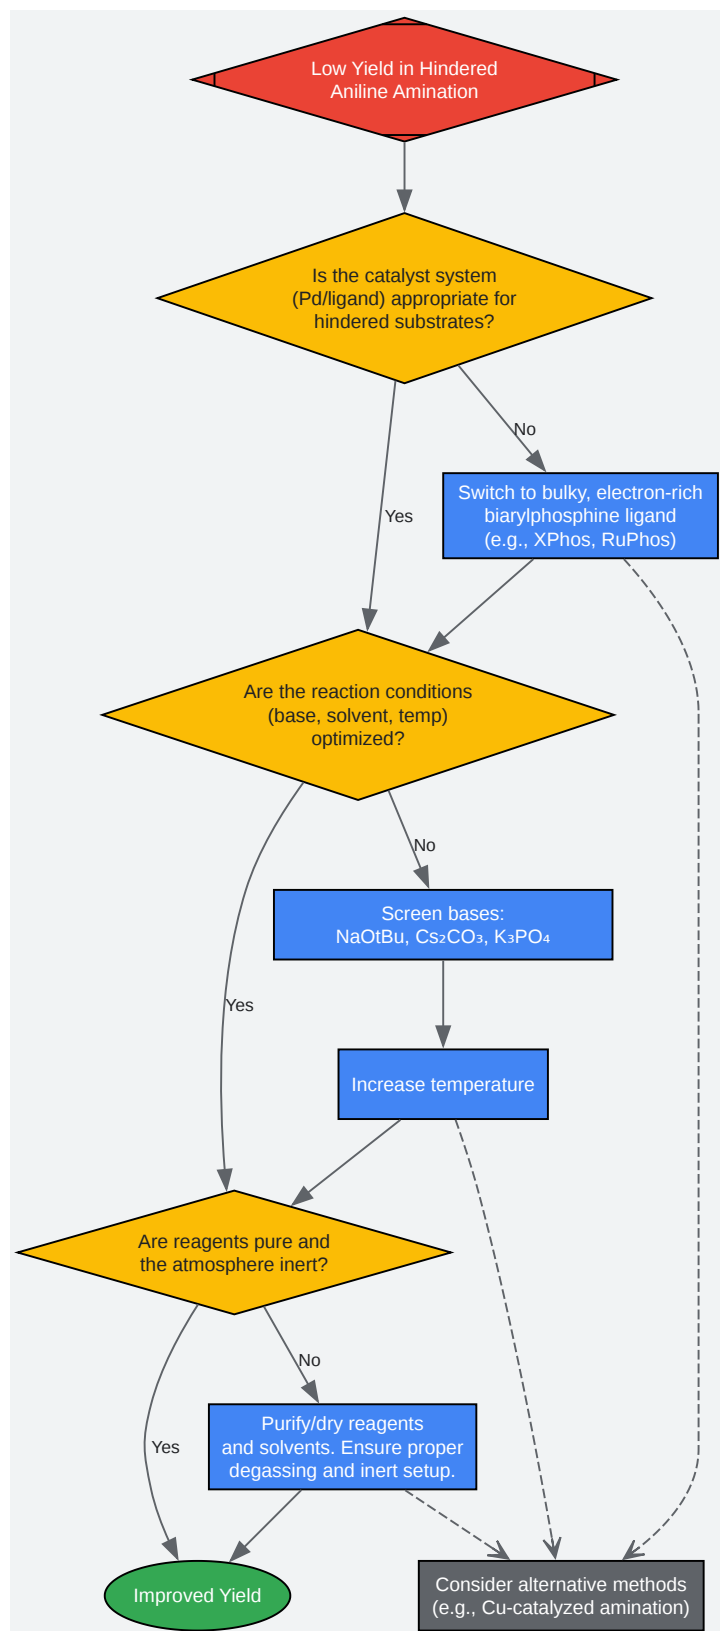 Low Yield in Hindered
Aniline Amination
Is the catalyst system
(Pd/ligand) appropriate for
hindered substrates?
No
Switch to bulky, electron-rich
biarylphosphine ligand
(e.g., XPhos, RuPhos)
Yes
Are the reaction conditions
(base, solvent, temp)
optimized?
No
Screen bases:
NaOtBu, Cs₂CO₃, K₃PO₄
Yes
Increase temperature
Are reagents pure and
the atmosphere inert?
No
Purify/dry reagents
and solvents. Ensure proper
degassing and inert setup.
Yes
Improved Yield
Consider alternative methods
(e.g., Cu-catalyzed amination)